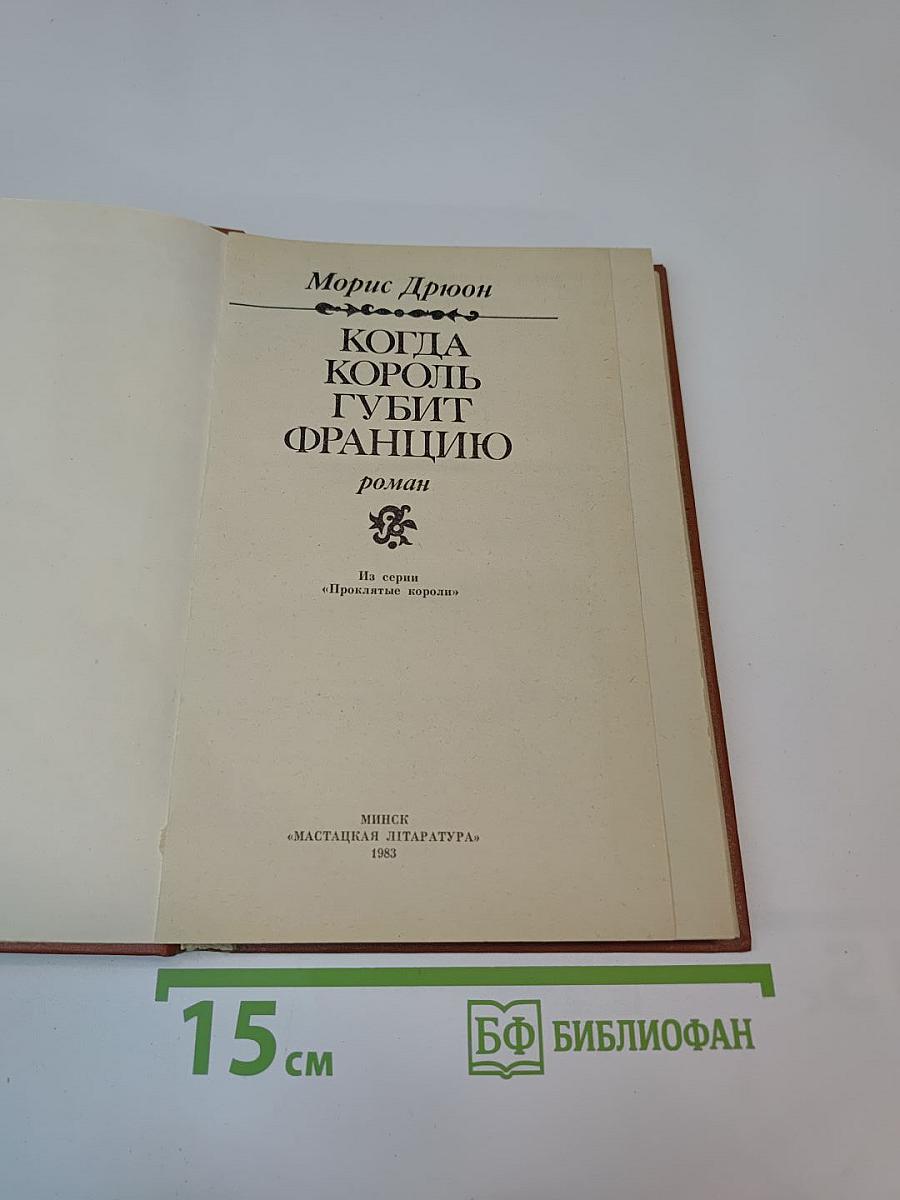 Морис Дрюон
КОГДА
КОРОЛЬ
ГУБИТ
ФРАНЦИЮ
роман
Из серии
«Проклятые короли»
МИНСК
«МАСТАЦКАЯ ЛІТАРАТУРА»
1983
15 см
БФ БИБЛИОФАН